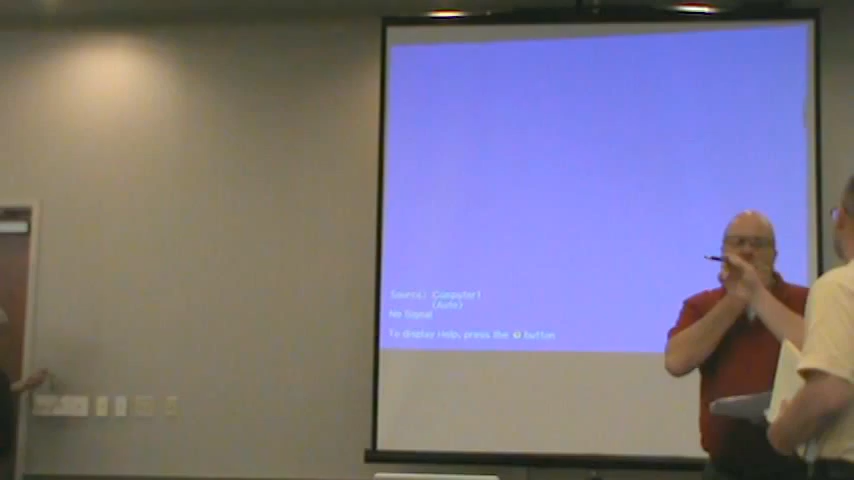 Source: Computer1
(Auto)
No Signal
To display Help, press the ? button